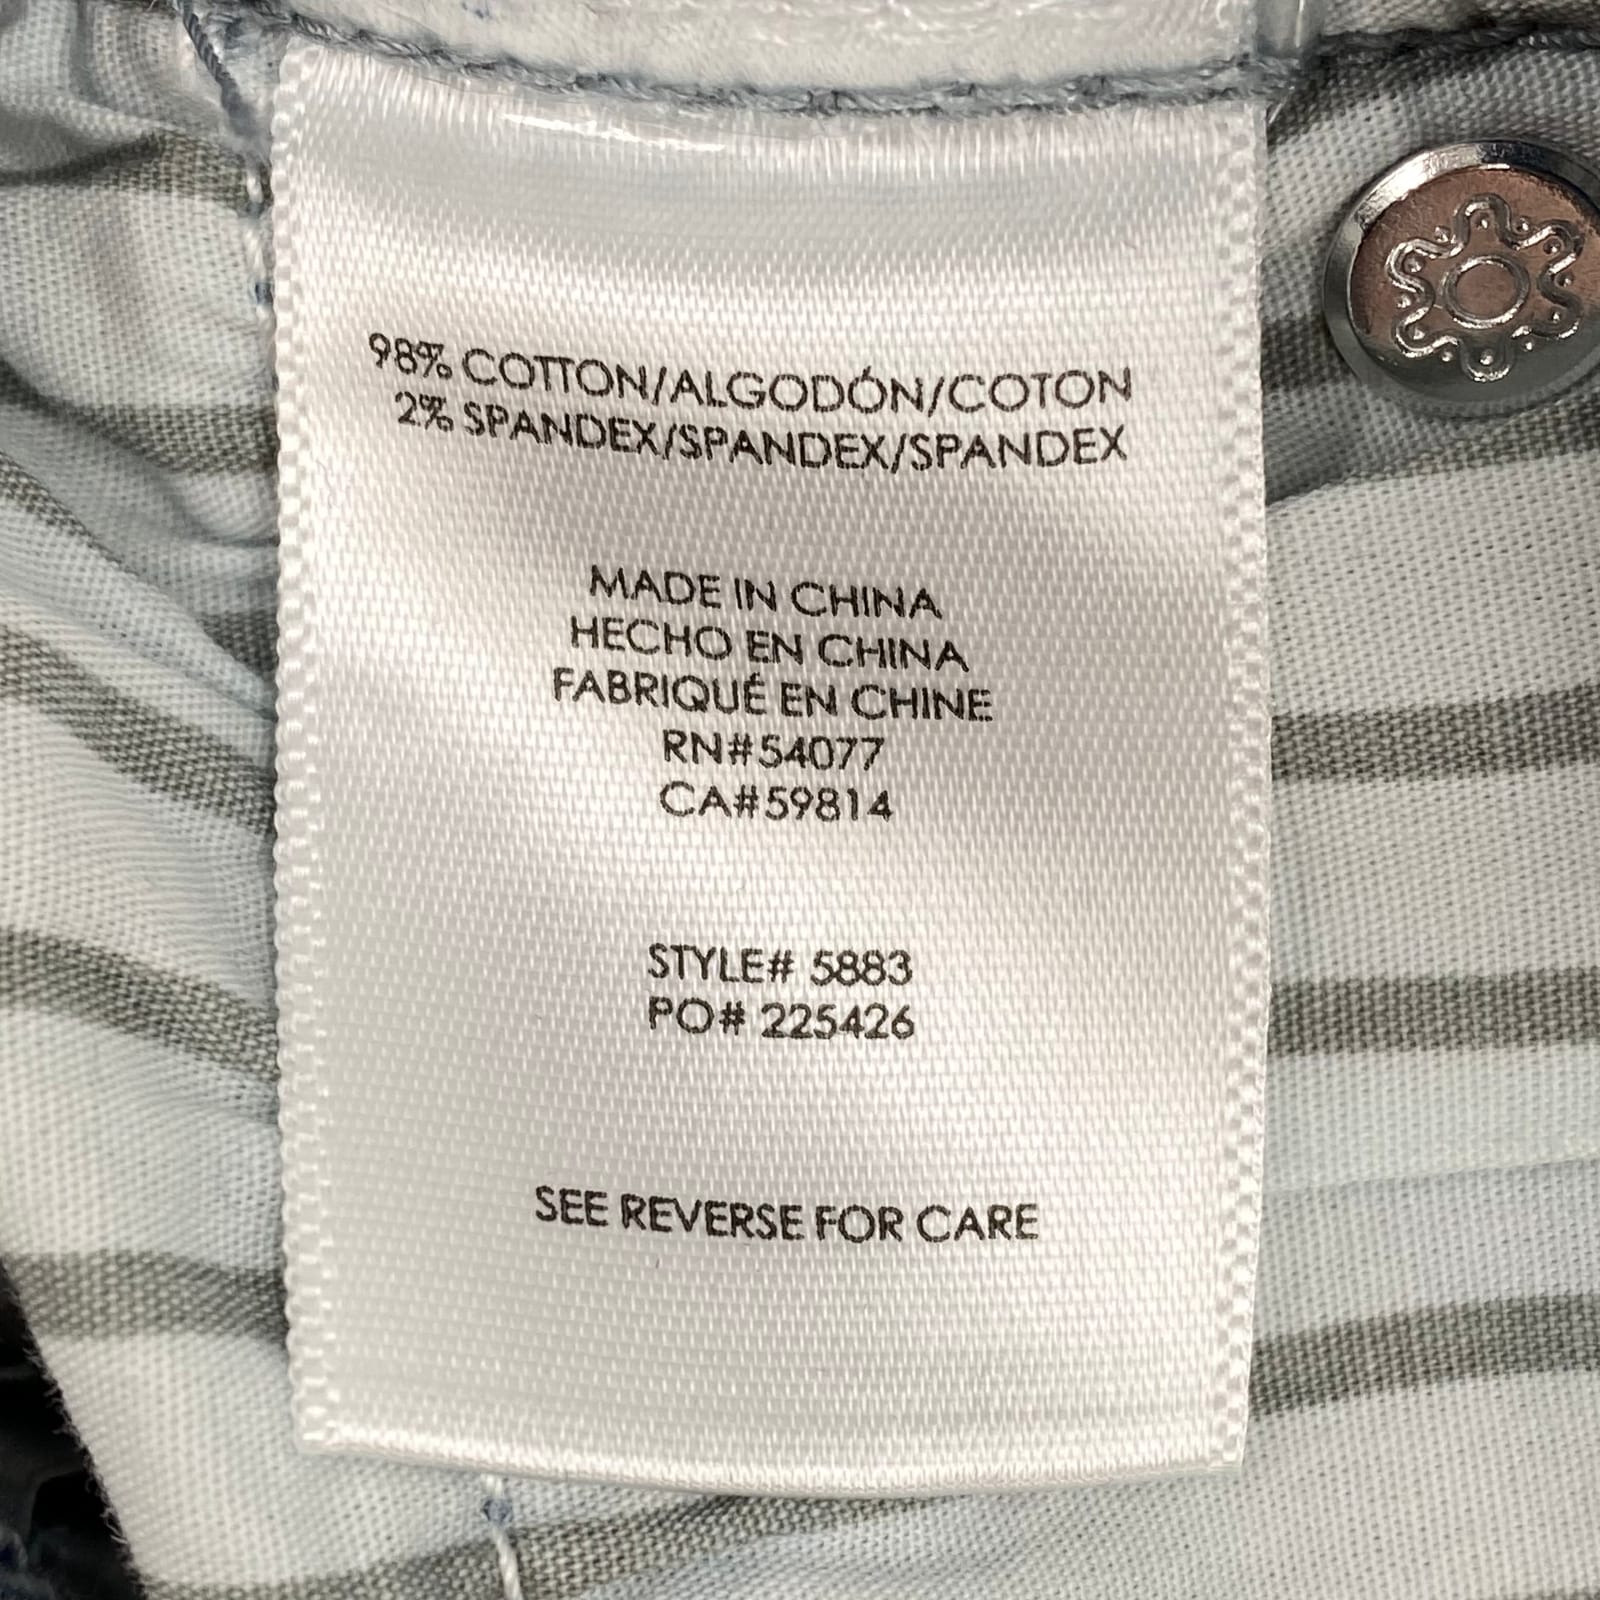 98% COTTON/ALGODÓN/COTON
2% SPANDEX/SPANDEX/SPANDEX
MADE IN CHINA
HECHO EN CHINA
FABRIQUÉ EN CHINE
RN#54077
CA#59814
STYLE# 5883
PO# 225426
SEE REVERSE FOR CARE